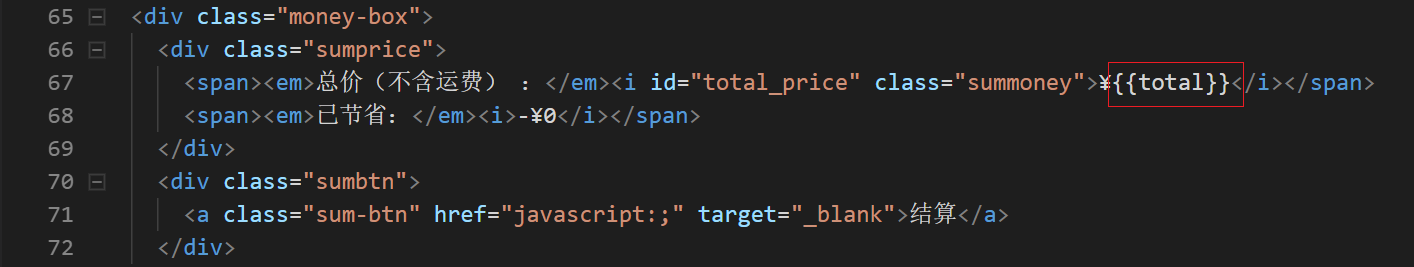 65 <div class="money-box">
66 <div class="sumprice">
67 <span><em>总价（不含运费） ：</em><i id="total_price" class="summoney">¥{{total}}</i></span>
68 <span><em>已节省：</em><i>-¥0</i></span>
69 </div>
70 <div class="sumbtn">
71 <a class="sum-btn" href="javascript:;" target="_blank">结算</a>
72 </div>